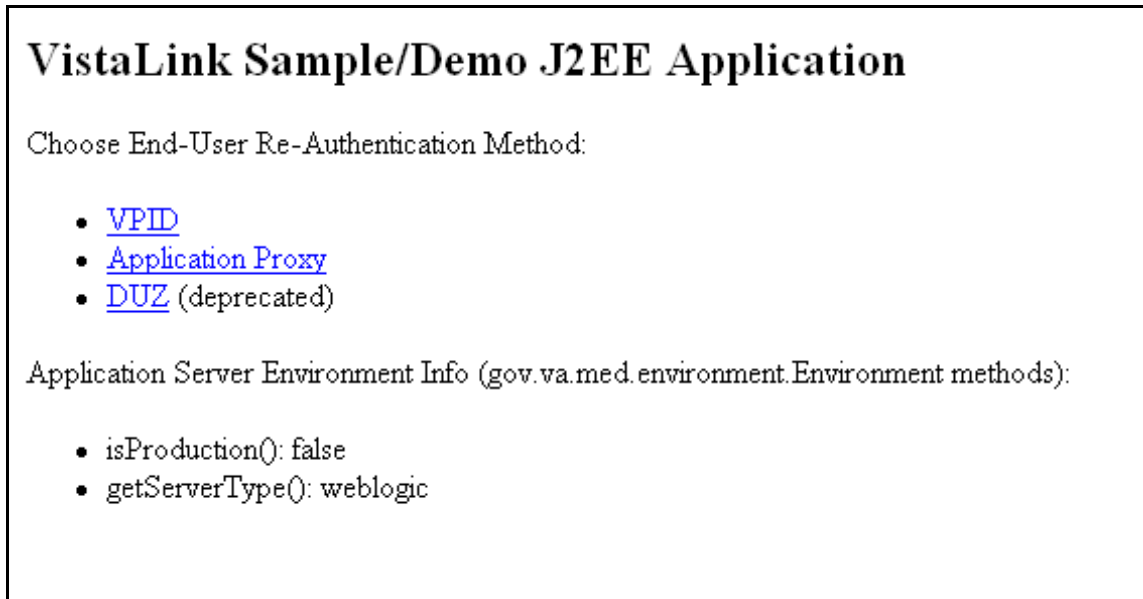 VistaLink Sample/Demo J2EE Application
Choose End-User Re-Authentication Method:
• VPID
• Application Proxy
• DUZ (deprecated)
Application Server Environment Info (gov.va.med.environment.Environment methods):
• isProduction(): false
• getServerType(): weblogic